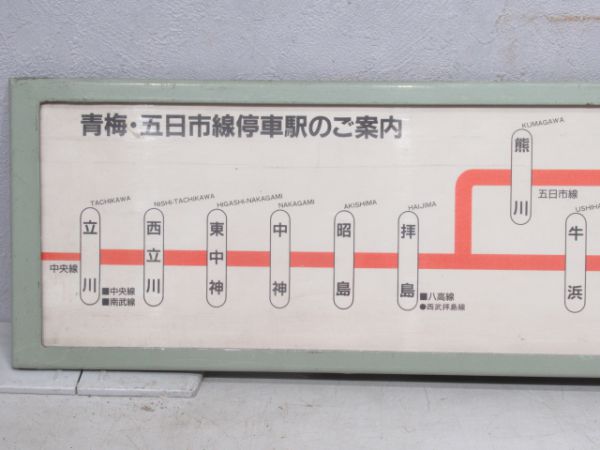 青梅・五日市線停車駅のご案内
KUMAGAWA
熊川
五日市線
TACHIKAWA
NISHI-TACHIKAWA
HIGASHI-NAKAGAMI
NAKAGAMI
AKISHIMA
HAIJIMA
USHIHA
立川
西立川
東中神
中神
昭島
拝島
牛浜
中央線
■中央線
■南武線
■八高線
●西武拝島線